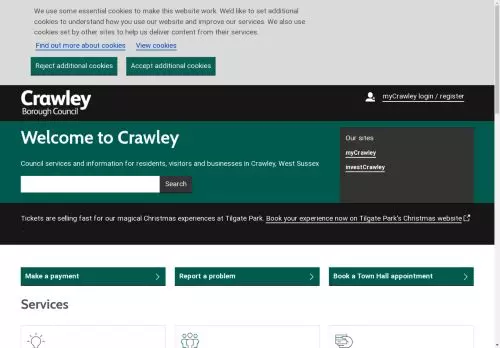 We use some essential cookies to make this website work. We'd like to set additional
cookies to understand how you use our website and improve our services. We also use
cookies set by other sites to help us deliver content from their services.
Find out more about cookies View cookies
Reject additional cookies Accept additional cookies
Crawley
Borough Council
myCrawley login / register
Welcome to Crawley
Council services and information for residents, visitors and businesses in Crawley, West Sussex
Search
Our sites
myCrawley
investCrawley
Tickets are selling fast for our magical Christmas experiences at Tilgate Park. Book your experience now on Tilgate Park's Christmas website
.
Make a payment Report a problem Book a Town Hall appointment
Services